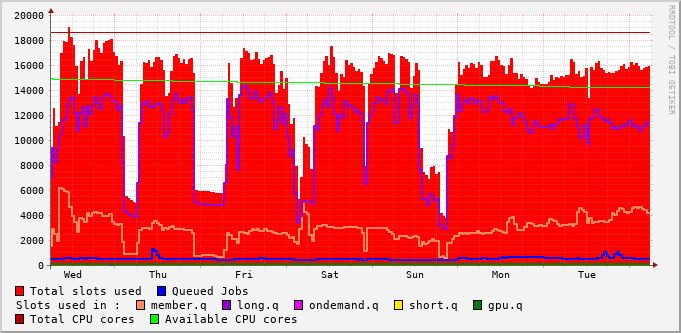 RRDTOOL / TOBI OETIKER
20000
18000
16000
14000
12000
10000
8000
6000
4000
2000
0
Wed Thu Fri Sat Sun Mon Tue
Total slots used Queued Jobs
Slots used in : member.q long.q ondemand.q short.q gpu.q
Total CPU cores Available CPU cores